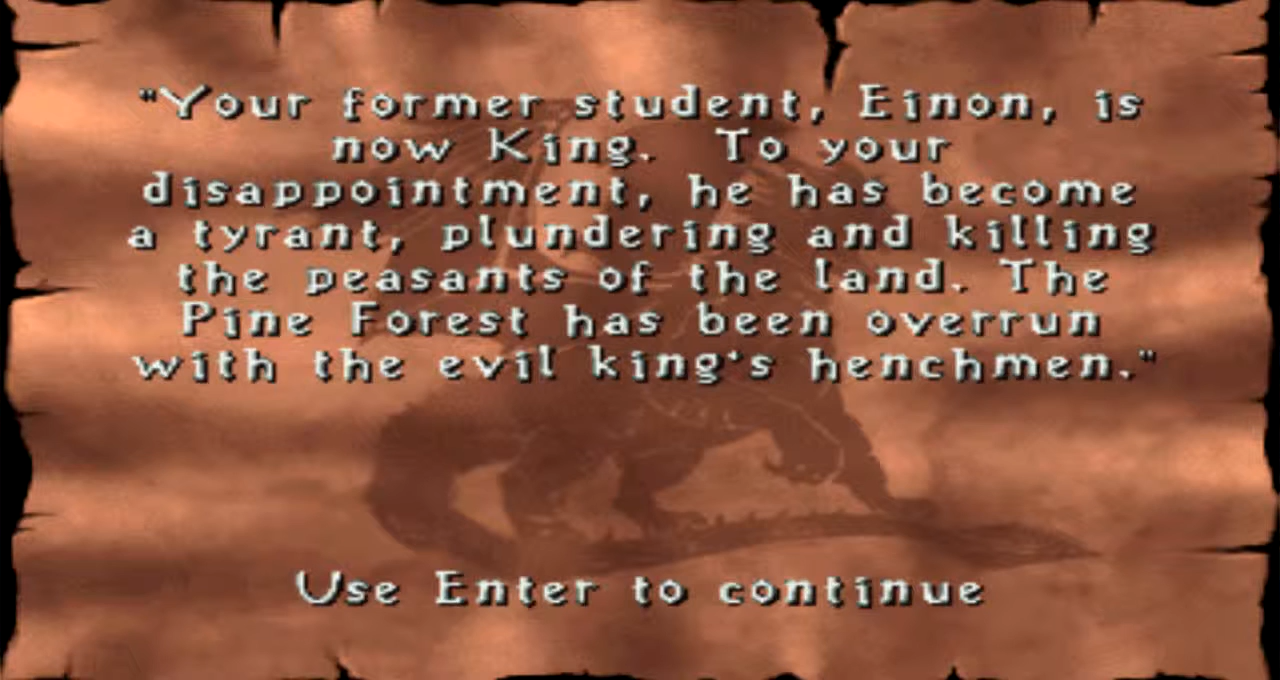 "Your former student, Einon, is
now King. To your
disappointment, he has become
a tyrant, plundering and killing
the peasants of the land. The
Pine Forest has been overrun
with the evil king's henchmen."
Use Enter to continue